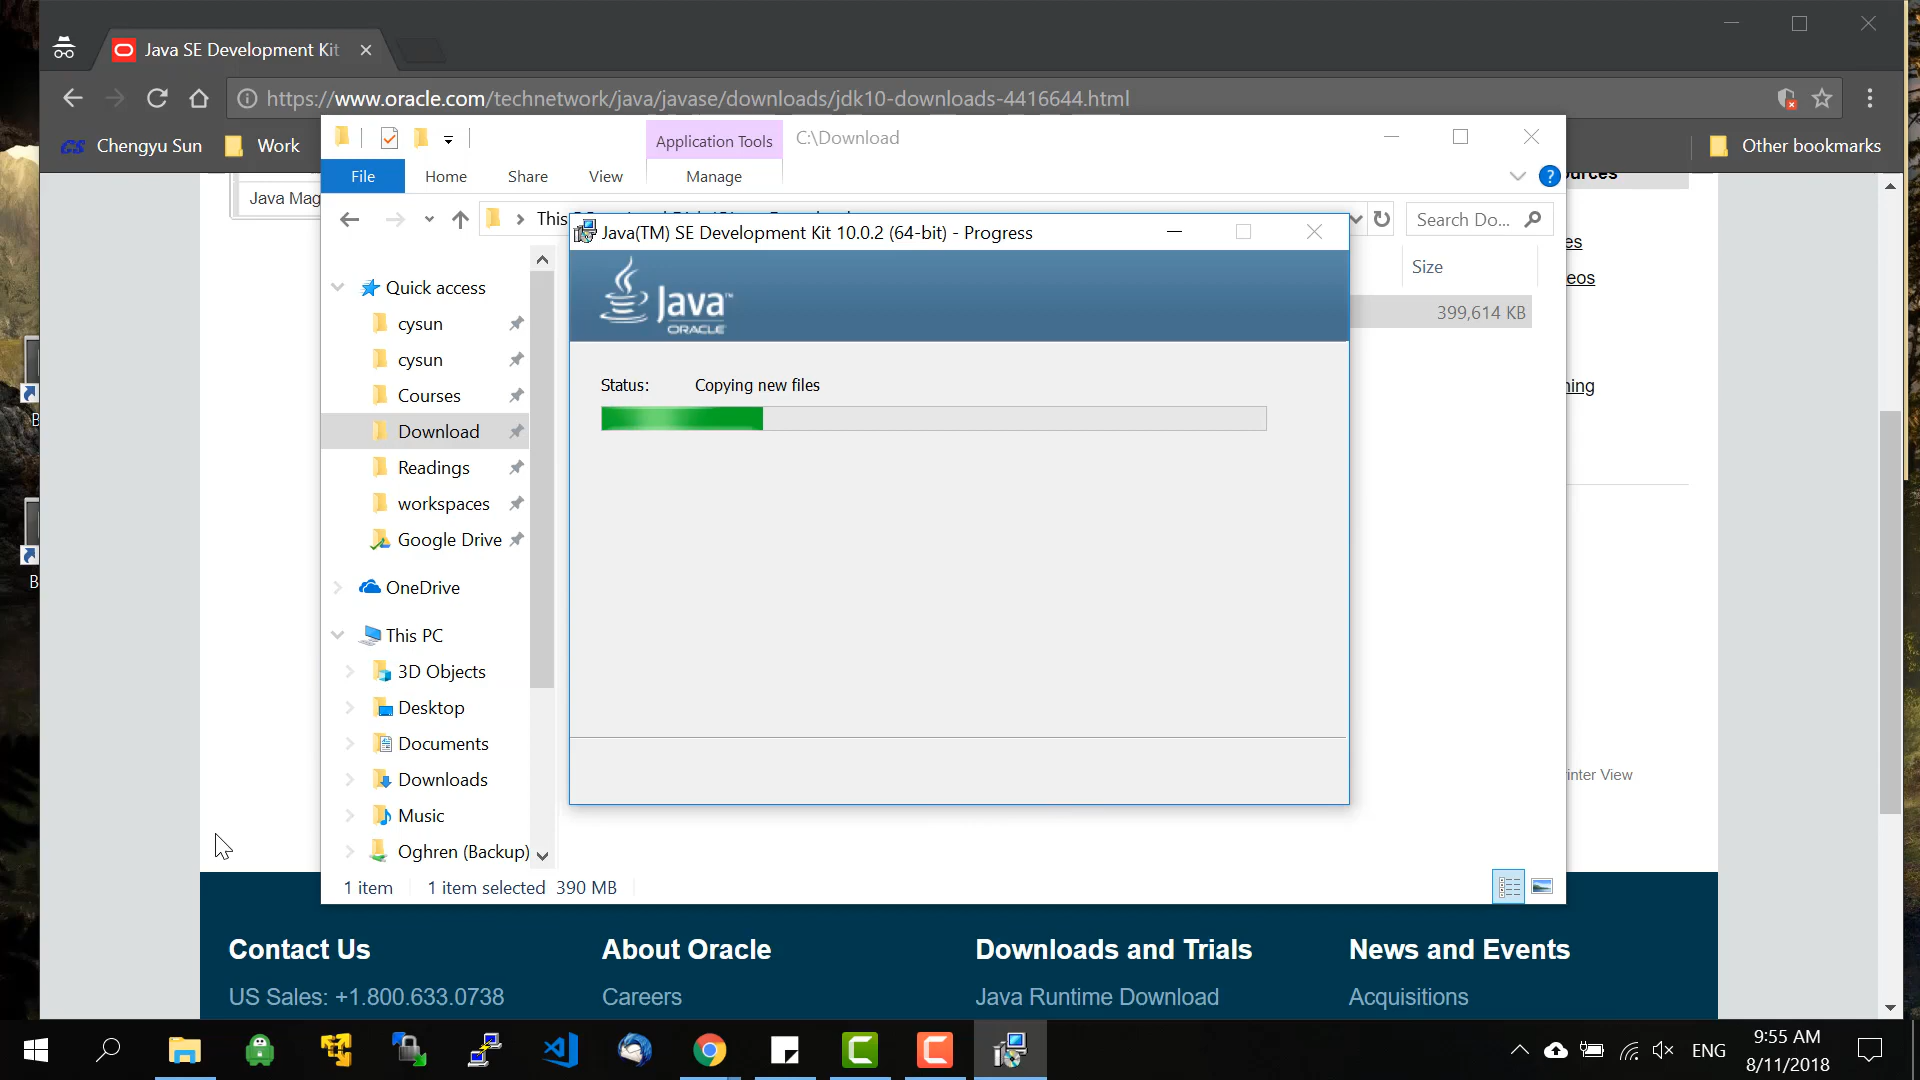 Java SE Development Kit
https://www.oracle.com/technetwork/java/javase/downloads/jdk10-downloads-4416644.html
CS Chengyu Sun
Work
Other bookmarks
Application Tools
C:\Download
File
Home
Share
View
Manage
?
Java Mag
This
Search Do...
Java(TM) SE Development Kit 10.0.2 (64-bit) - Progress
Size
399,614 KB
Java™
ORACLE
Status:
Copying new files
Quick access
cysun
cysun
Courses
Download
Readings
workspaces
Google Drive
OneDrive
This PC
3D Objects
Desktop
Documents
Downloads
Music
Oghren (Backup)
1 item
1 item selected 390 MB
inter View
Contact Us
About Oracle
Downloads and Trials
News and Events
US Sales: +1.800.633.0738
Careers
Java Runtime Download
Acquisitions
ENG
9:55 AM
8/11/2018